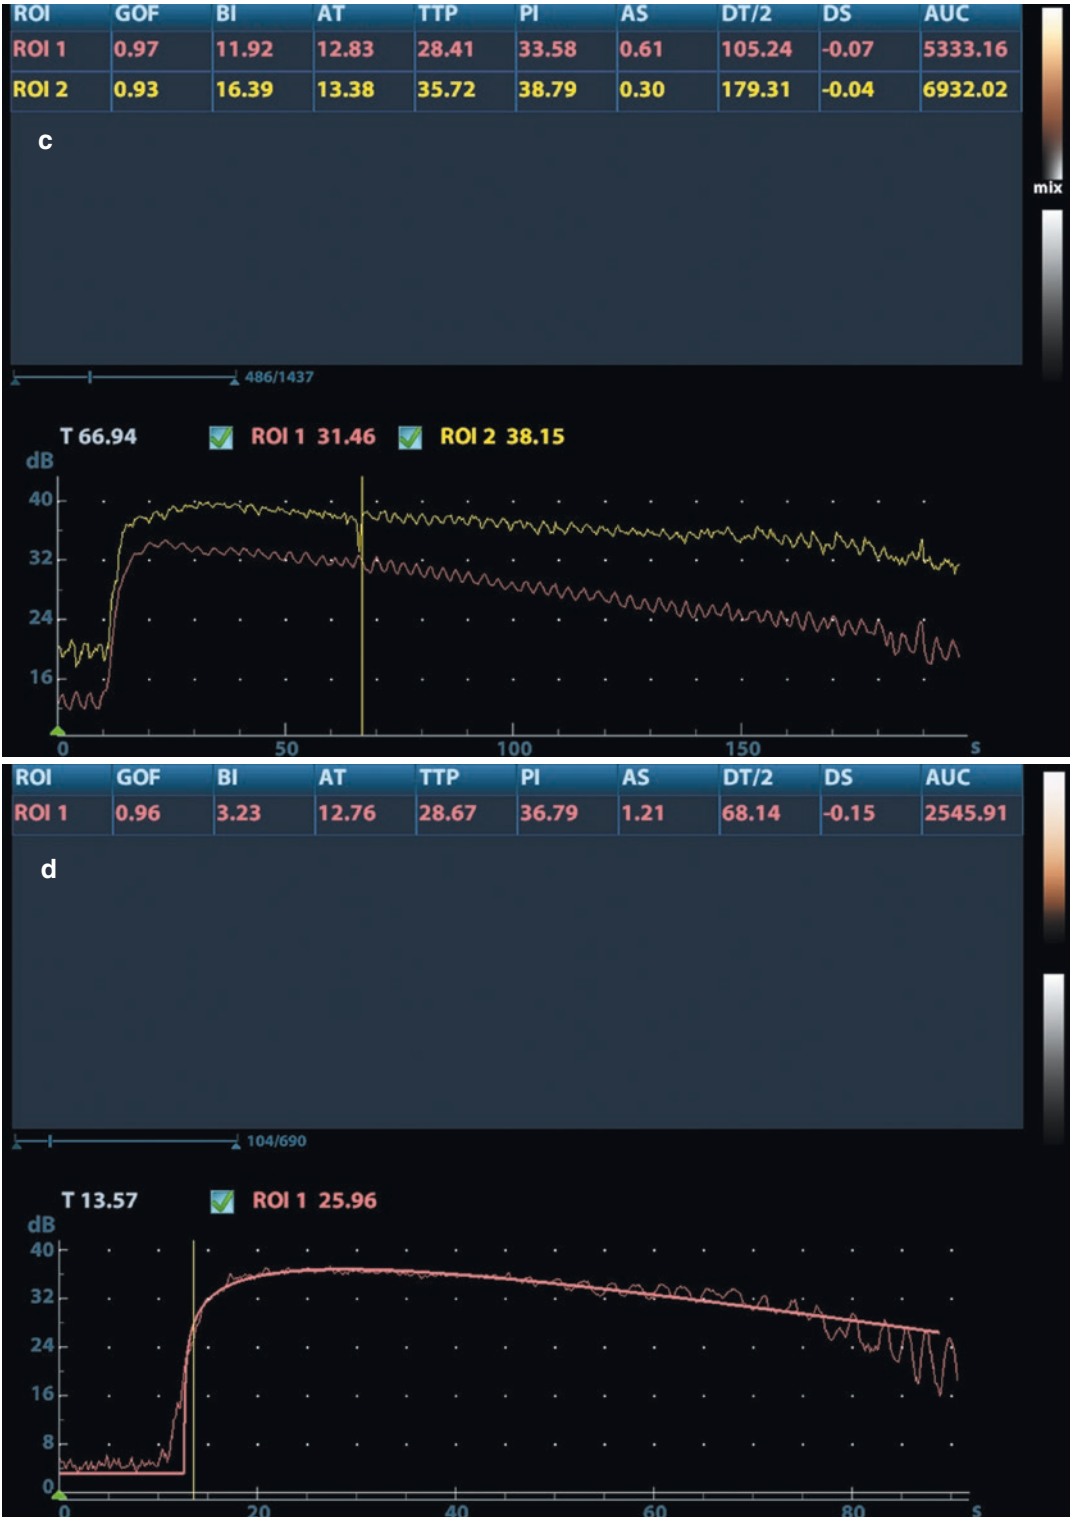 ROI GOF BI AT TTP PI AS DT/2 DS AUC
ROI 1 0.97 11.92 12.83 28.41 33.58 0.61 105.24 -0.07 5333.16
ROI 2 0.93 16.39 13.38 35.72 38.79 0.30 179.31 -0.04 6932.02
c
mix
486/1437
T 66.94 ROI 1 31.46 ROI 2 38.15
dB
40
32
24
16
0 50 100 150 s
ROI GOF BI AT TTP PI AS DT/2 DS AUC
ROI 1 0.96 3.23 12.76 28.67 36.79 1.21 68.14 -0.15 2545.91
d
104/690
T 13.57 ROI 1 25.96
dB
40
32
24
16
8
0
0 20 40 60 80 s